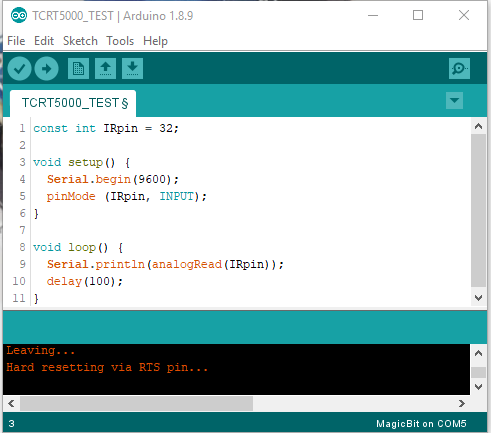 TCRT5000_TEST | Arduino 1.8.9
File Edit Sketch Tools Help
TCRT5000_TEST §
1 const int IRpin = 32;
2
3 void setup() {
4   Serial.begin(9600);
5   pinMode (IRpin, INPUT);
6 }
7
8 void loop() {
9   Serial.println(analogRead(IRpin));
10   delay(100);
11 }
Leaving...
Hard resetting via RTS pin...
3 MagicBit on COM5